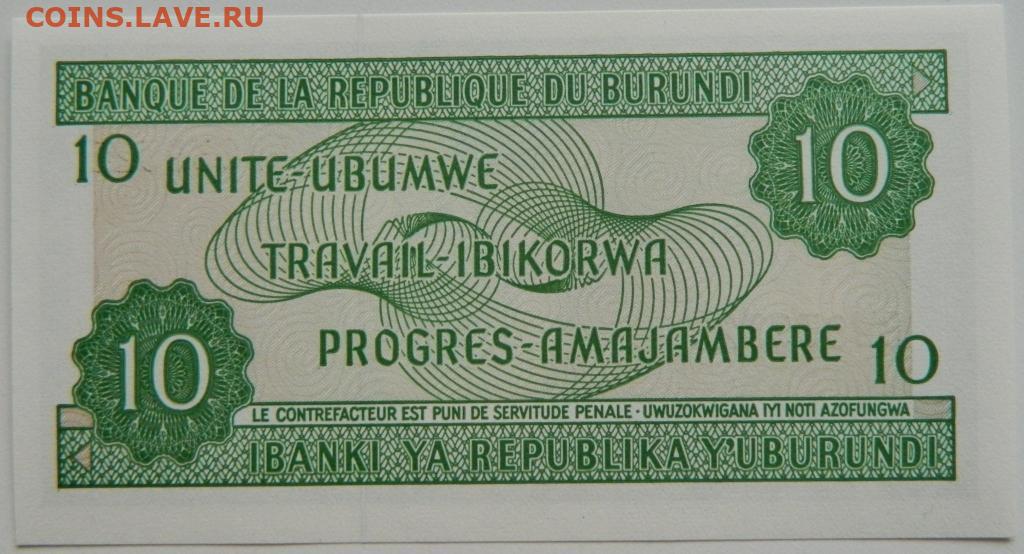 COINS.LAVE.RU
BANQUE DE LA REPUBLIQUE DU BURUNDI
10
10
UNITE-UBUMWE
TRAVAIL-IBIKORWA
PROGRES-AMAJAMBERE
10
10
LE CONTREFACTEUR EST PUNI DE SERVITUDE PENALE · UWUZOKWIGANA IYI NOTI AZOFUNGWA
IBANKI YA REPUBLIKA Y'UBURUNDI